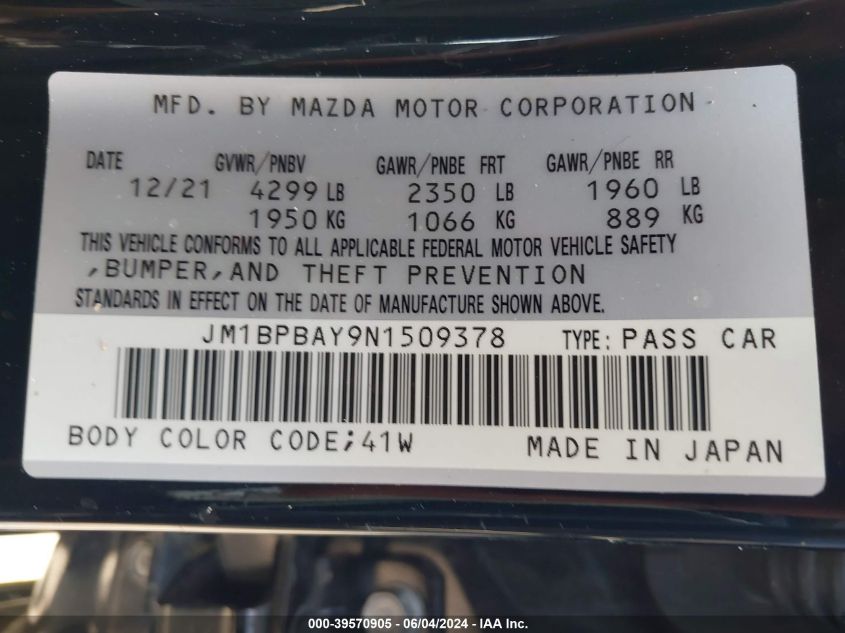 MFD. BY MAZDA MOTOR CORPORATION
DATE GVWR/PNBV GAWR/PNBE FRT GAWR/PNBE RR
12/21 4299 LB 2350 LB 1960 LB
1950 KG 1066 KG 889 KG
THIS VEHICLE CONFORMS TO ALL APPLICABLE FEDERAL MOTOR VEHICLE SAFETY
,BUMPER,AND THEFT PREVENTION
STANDARDS IN EFFECT ON THE DATE OF MANUFACTURE SHOWN ABOVE.
JM1BPBAY9N1509378 TYPE: PASS CAR
BODY COLOR CODE;41W MADE IN JAPAN
000-39570905 - 06/04/2024 - IAA Inc.